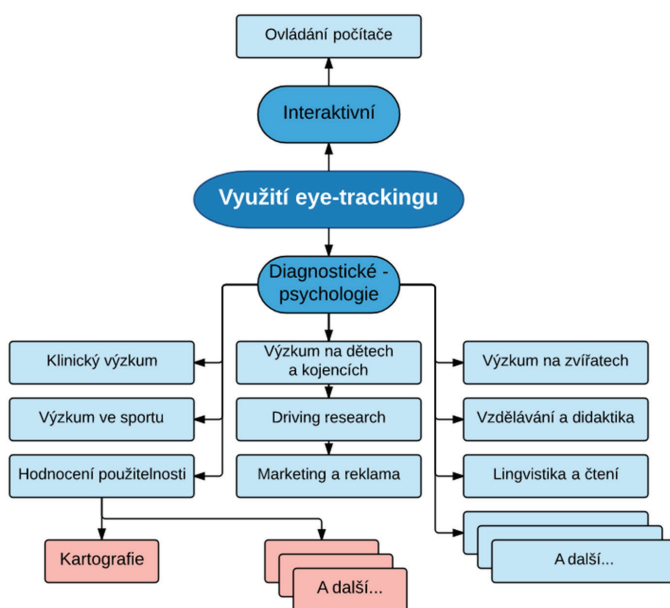 Ovládání počítače
Interaktivní
Využití eye-trackingu
Diagnostické -
psychologie
Klinický výzkum
Výzkum na dětech
a kojencích
Výzkum na zvířatech
Výzkum ve sportu
Driving research
Vzdělávání a didaktika
Hodnocení použitelnosti
Marketing a reklama
Lingvistika a čtení
Kartografie
A další...
A další...